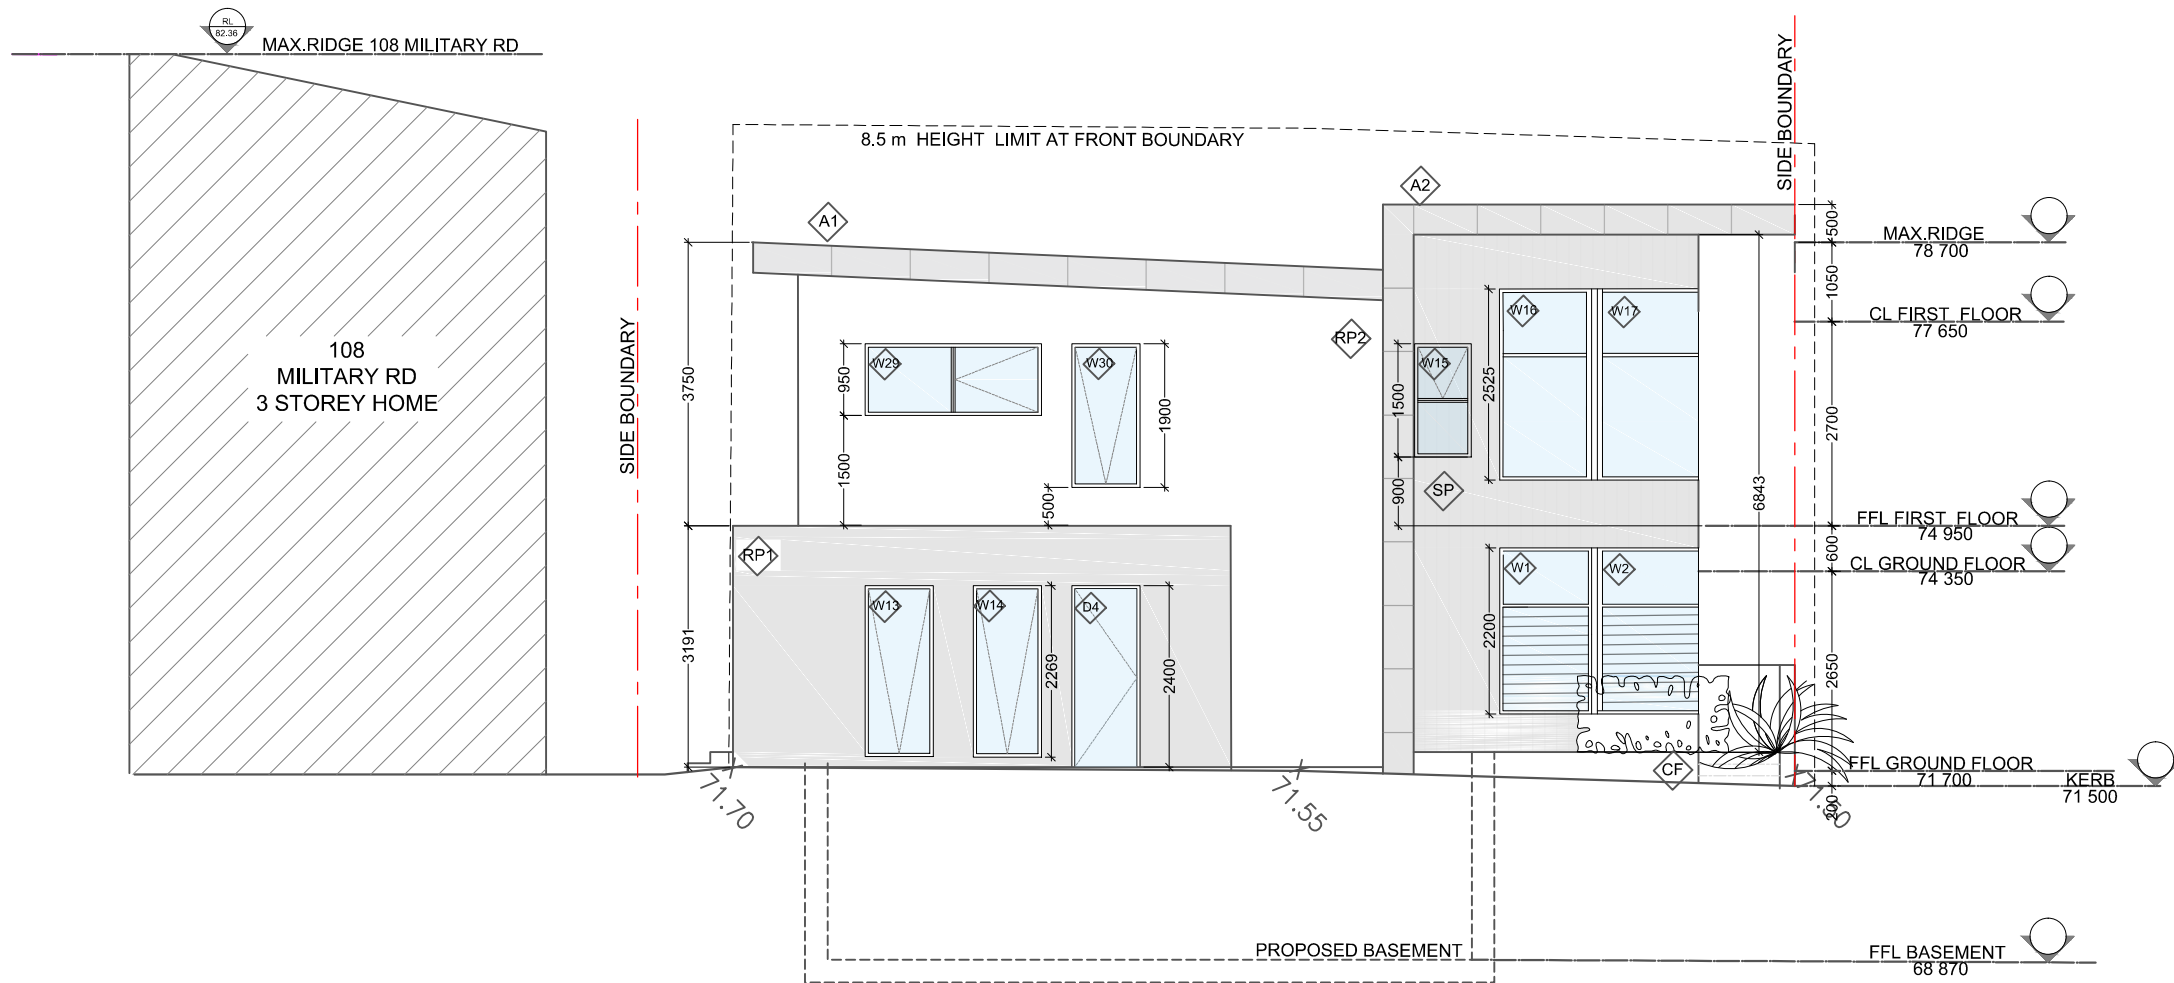 RL
82.36
MAX.RIDGE 108 MILITARY RD
SIDE BOUNDARY
8.5 m HEIGHT LIMIT AT FRONT BOUNDARY
A1
A2
500
MAX.RIDGE
78 700
1050
CL FIRST FLOOR
77 650
108
MILITARY RD
3 STOREY HOME
SIDE BOUNDARY
3750
950
1500
W29
W30
1900
500
RP2
W15
1500
900
SP
W16
W17
2525
6843
2700
FFL FIRST FLOOR
74 950
600
CL GROUND FLOOR
74 350
RP1
3191
W13
W14
D4
2269
2400
W1
W2
2200
2650
CF
FFL GROUND FLOOR
71 700
KERB
71 500
200
71.70
71.55
71.50
PROPOSED BASEMENT
FFL BASEMENT
68 870